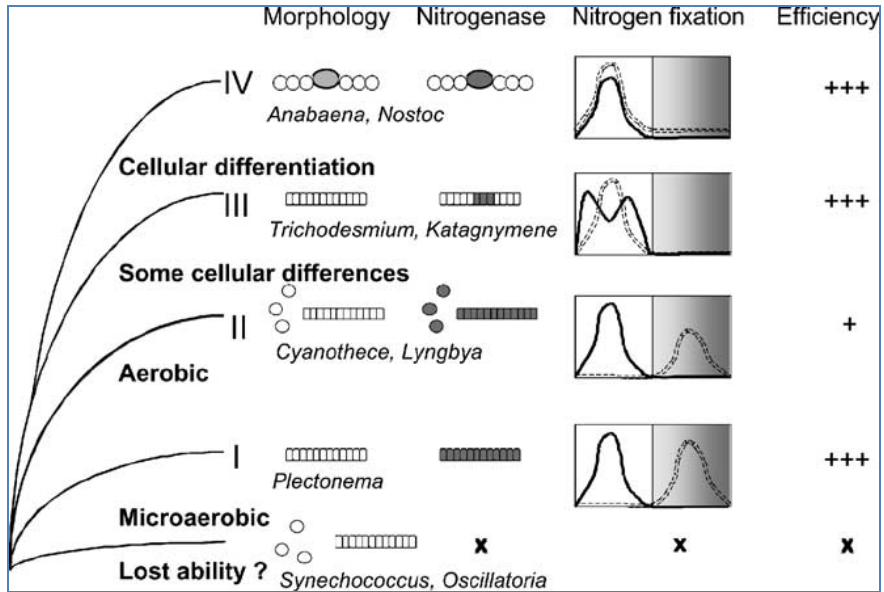 Morphology Nitrogenase Nitrogen fixation Efficiency
IV +++
Anabaena, Nostoc
Cellular differentiation
III +++
Trichodesmium, Katagnymene
Some cellular differences
II +
Cyanothece, Lyngbya
Aerobic
I +++
Plectonema
Microaerobic
x x x
Lost ability ?
Synechococcus, Oscillatoria